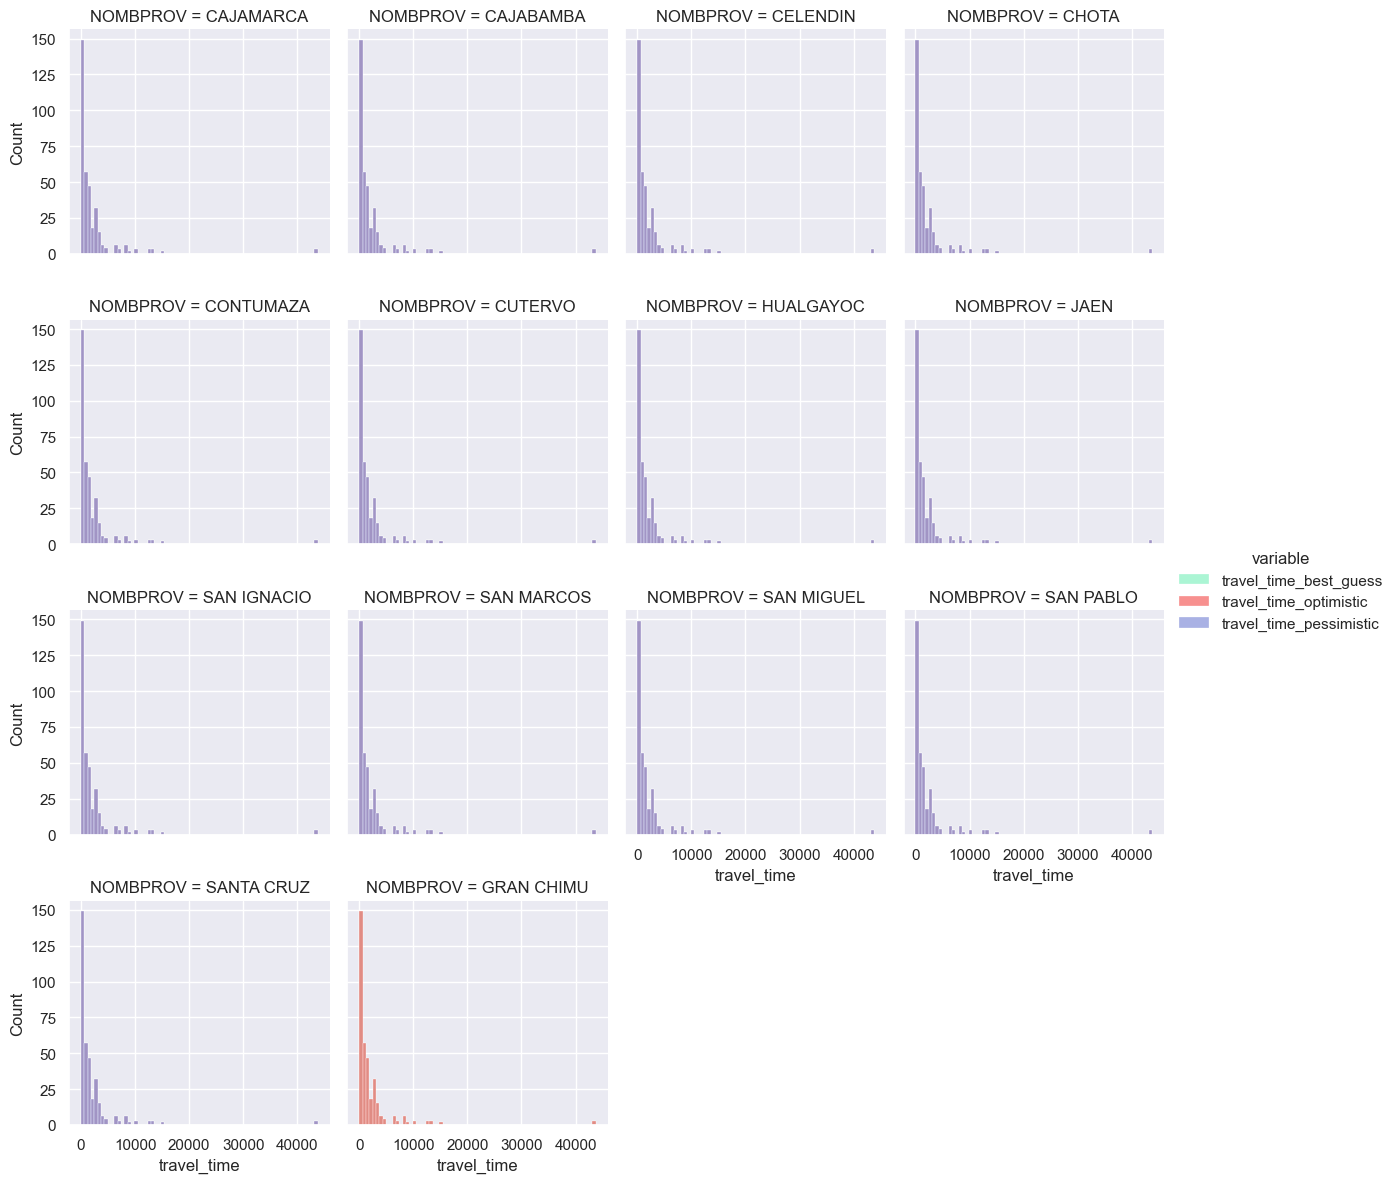 NOMBPROV = CAJAMARCA
NOMBPROV = CAJABAMBA
NOMBPROV = CELENDIN
NOMBPROV = CHOTA
150
125
100
75
50
25
0
Count
NOMBPROV = CONTUMAZA
NOMBPROV = CUTERVO
NOMBPROV = HUALGAYOC
NOMBPROV = JAEN
150
125
100
75
50
25
0
Count
variable
travel_time_best_guess
travel_time_optimistic
travel_time_pessimistic
NOMBPROV = SAN IGNACIO
NOMBPROV = SAN MARCOS
NOMBPROV = SAN MIGUEL
NOMBPROV = SAN PABLO
150
125
100
75
50
25
0
Count
0 10000 20000 30000 40000
travel_time
0 10000 20000 30000 40000
travel_time
NOMBPROV = SANTA CRUZ
NOMBPROV = GRAN CHIMU
150
125
100
75
50
25
0
Count
0 10000 20000 30000 40000
travel_time
0 10000 20000 30000 40000
travel_time